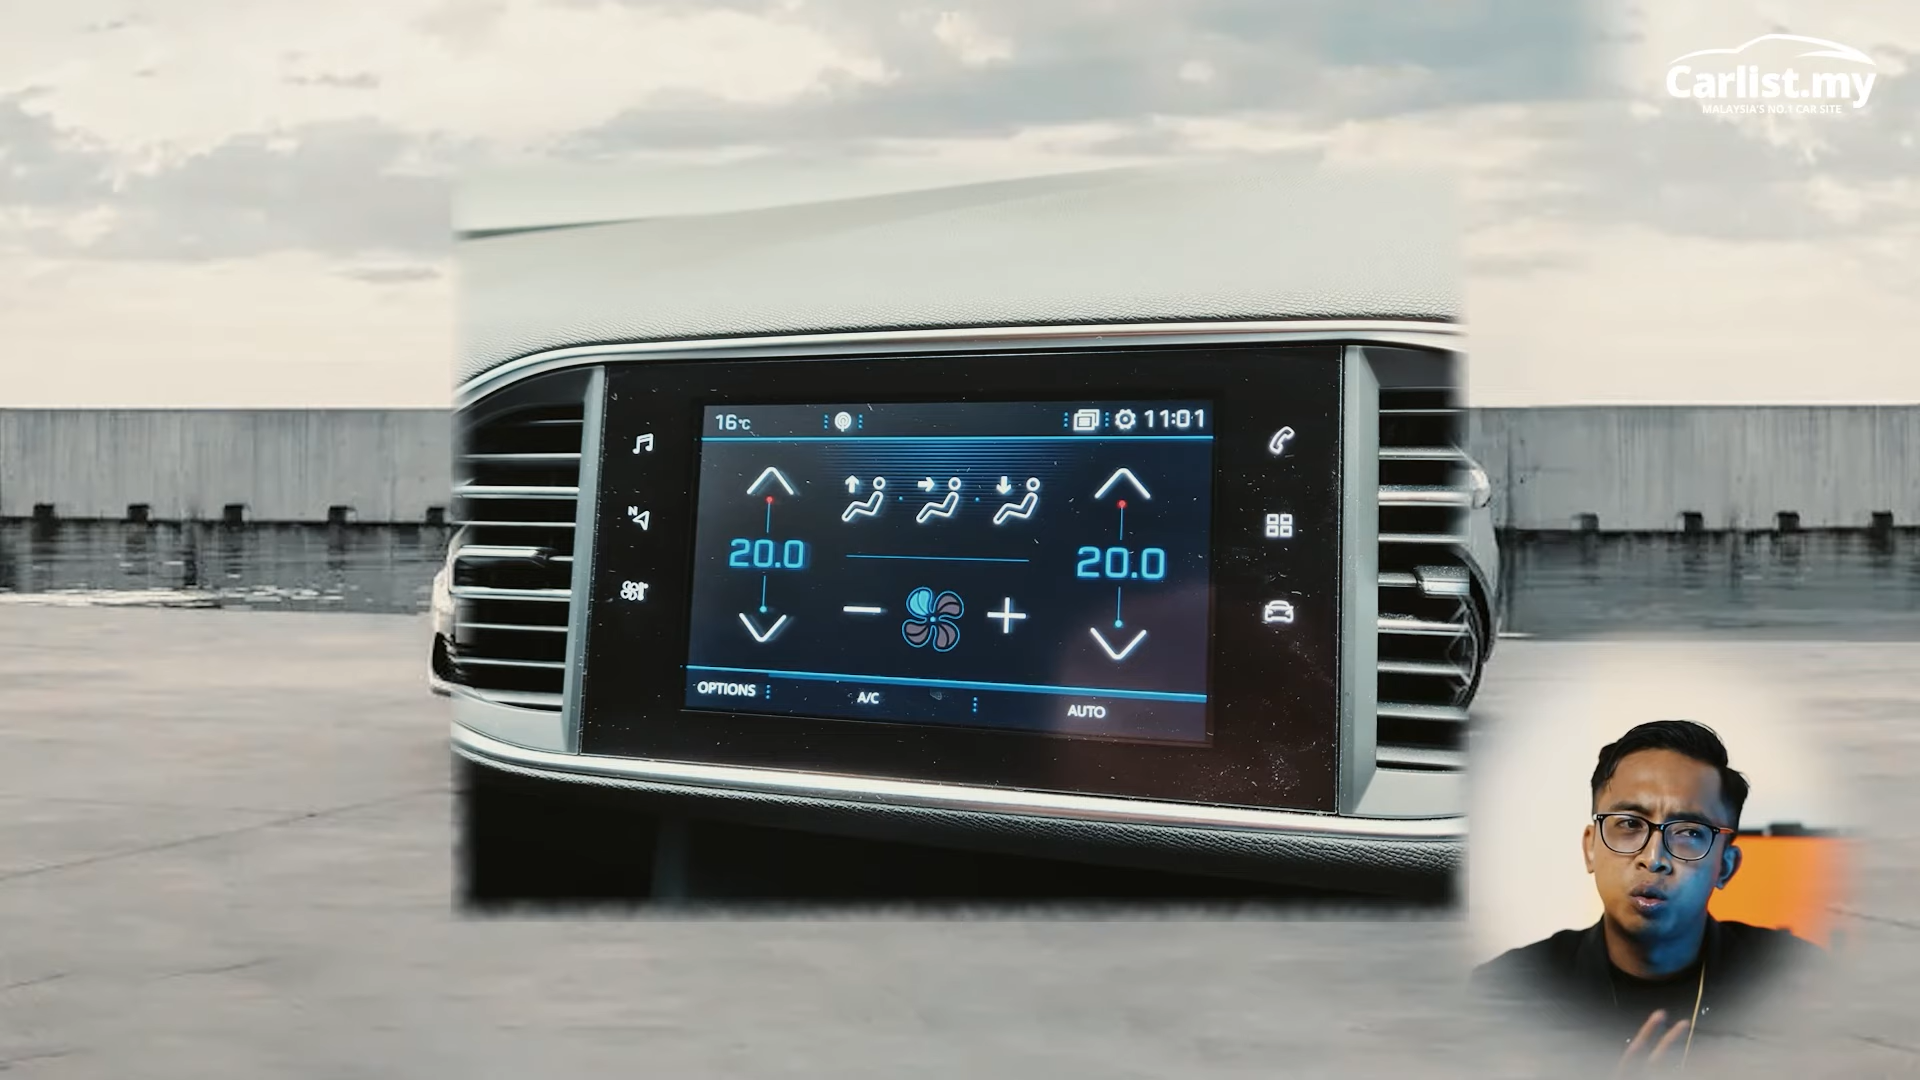 Carlist.my
MALAYSIA'S NO.1 CAR SITE
16°C
11:01
N
20.0
20.0
OPTIONS
A/C
AUTO